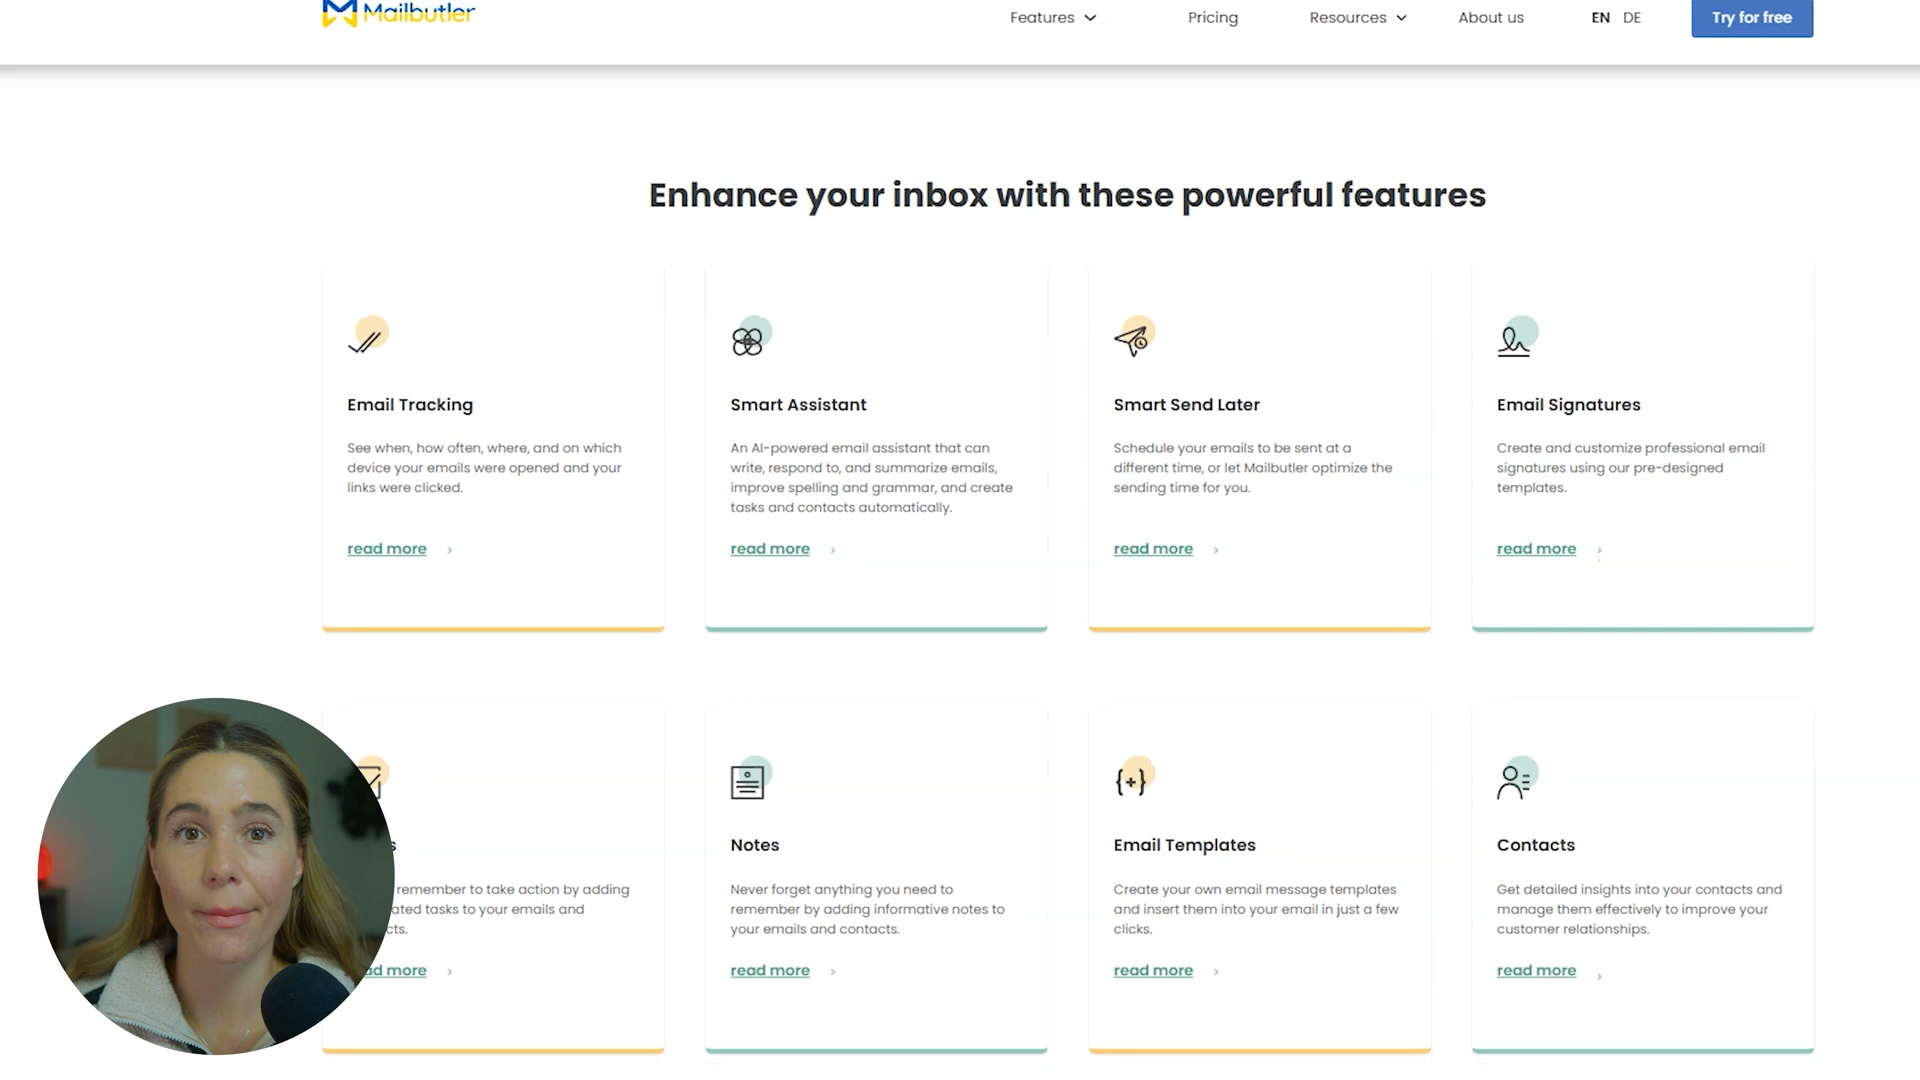 Mailbutler
Features
Pricing
Resources
About us
EN DE
Try for free
Enhance your inbox with these powerful features
Email Tracking
See when, how often, where, and on which
device your emails were opened and your
links were clicked.
read more
Smart Assistant
An AI-powered email assistant that can
write, respond to, and summarize emails,
improve spelling and grammar, and create
tasks and contacts automatically.
read more
Smart Send Later
Schedule your emails to be sent at a
different time, or let Mailbutler optimize the
sending time for you.
read more
Email Signatures
Create and customize professional email
signatures using our pre-designed
templates.
read more
remember to take action by adding
tasks to your emails and
more
Notes
Never forget anything you need to
remember by adding informative notes to
your emails and contacts.
read more
Email Templates
Create your own email message templates
and insert them into your email in just a few
clicks.
read more
Contacts
Get detailed insights into your contacts and
manage them effectively to improve your
customer relationships.
read more